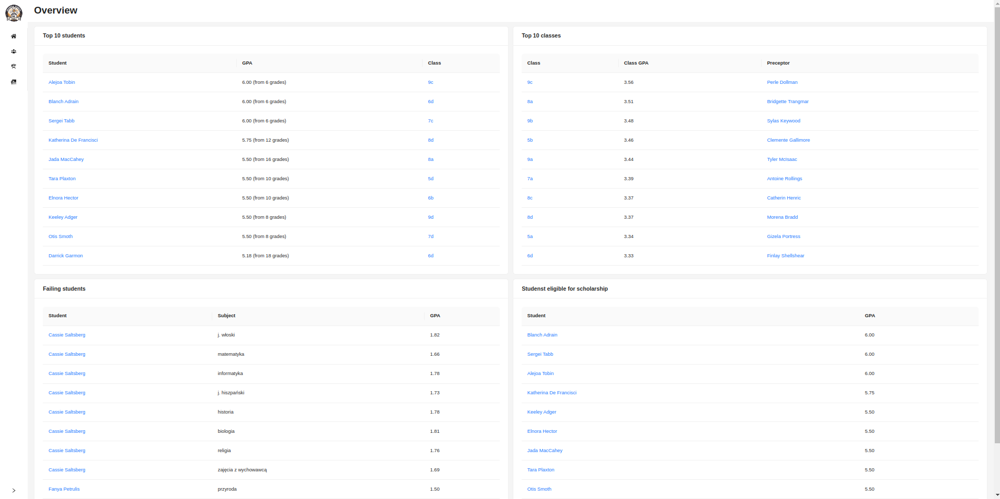 Overview
Top 10 students
Student GPA Class
Alejoa Tobin 6.00 (from 6 grades) 9c
Blanch Adrain 6.00 (from 6 grades) 6d
Sergei Tabb 6.00 (from 6 grades) 7c
Katherina De Francisci 5.75 (from 12 grades) 8d
Jada MacCahey 5.50 (from 16 grades) 8a
Tara Plaxton 5.50 (from 10 grades) 5d
Elnora Hector 5.50 (from 10 grades) 6b
Keeley Adger 5.50 (from 8 grades) 9d
Otis Smoth 5.50 (from 8 grades) 7d
Darrick Garmon 5.18 (from 18 grades) 6d
Top 10 classes
Class Class GPA Preceptor
9c 3.56 Perle Dollman
8a 3.51 Bridgette Trangmar
9b 3.48 Sylas Keywood
5b 3.46 Clemente Gallimore
9a 3.44 Tyler McIsaac
7a 3.39 Antoine Rollings
8c 3.37 Catherin Henric
8d 3.37 Morena Bradd
5a 3.34 Gizela Portress
6d 3.33 Finlay Shellshear
Failing students
Student Subject GPA
Cassie Saltsberg j. włoski 1.82
Cassie Saltsberg matematyka 1.66
Cassie Saltsberg informatyka 1.78
Cassie Saltsberg j. hiszpański 1.73
Cassie Saltsberg historia 1.78
Cassie Saltsberg biologia 1.81
Cassie Saltsberg religia 1.76
Cassie Saltsberg zajęcia z wychowawcą 1.69
Fanya Petrulis przyroda 1.50
Studenst eligible for scholarship
Student GPA
Blanch Adrain 6.00
Sergei Tabb 6.00
Alejoa Tobin 6.00
Katherina De Francisci 5.75
Keeley Adger 5.50
Elnora Hector 5.50
Jada MacCahey 5.50
Tara Plaxton 5.50
Otis Smoth 5.50